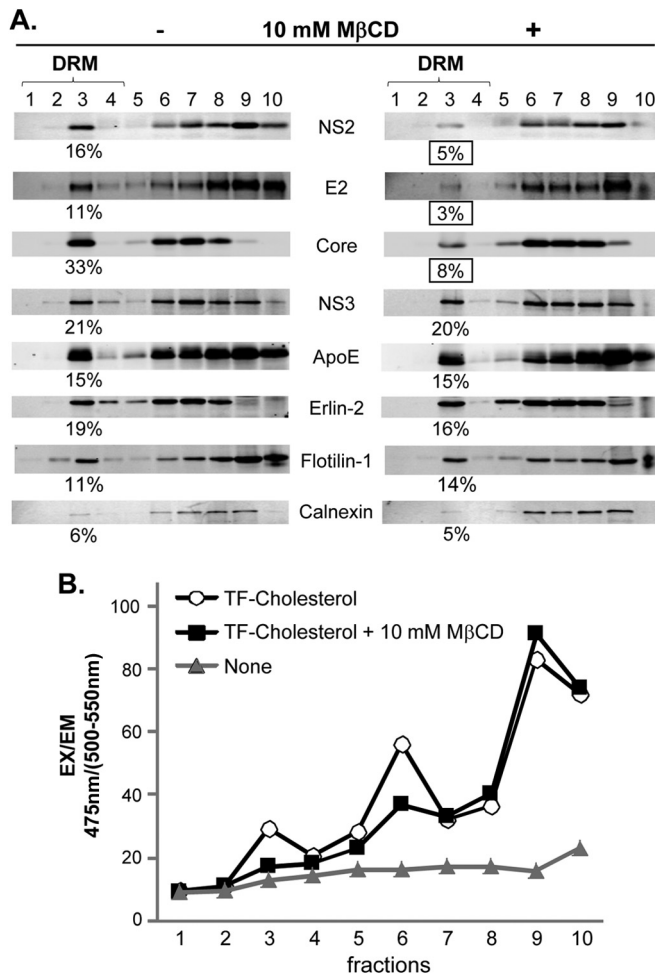 A.
- 10 mM MβCD +
DRM DRM
1 2 3 4 5 6 7 8 9 10 1 2 3 4 5 6 7 8 9 10
NS2
16% 5%
E2
11% 3%
Core
33% 8%
NS3
21% 20%
ApoE
15% 15%
Erlin-2
19% 16%
Flotilin-1
11% 14%
Calnexin
6% 5%
B.
TF-Cholesterol
TF-Cholesterol + 10 mM MβCD
None
EX/EM
475nm/(500-550nm)
100
80
60
40
20
0
1 2 3 4 5 6 7 8 9 10
fractions